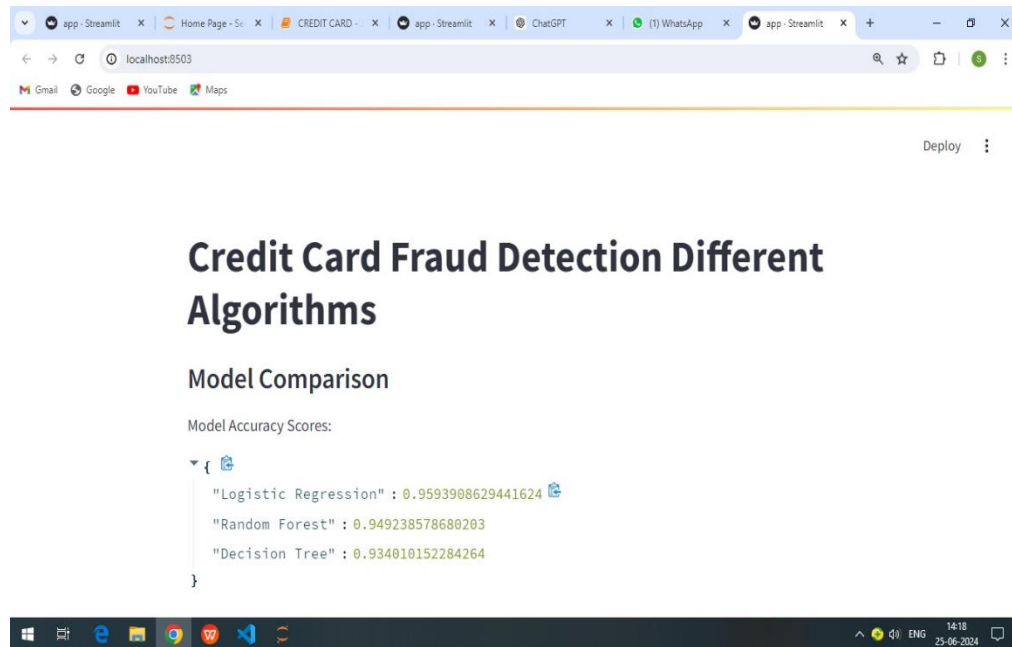 app · Streamlit
Home Page - Se
CREDIT CARD -
app · Streamlit
ChatGPT
(1) WhatsApp
app · Streamlit
localhost:8503
S
Gmail
Google
YouTube
Maps
Deploy
Credit Card Fraud Detection Different
Algorithms
Model Comparison
Model Accuracy Scores:
{
"Logistic Regression" : 0.9593908629441624
"Random Forest" : 0.949238578680203
"Decision Tree" : 0.934010152284264
}
ENG
14:18
25-06-2024